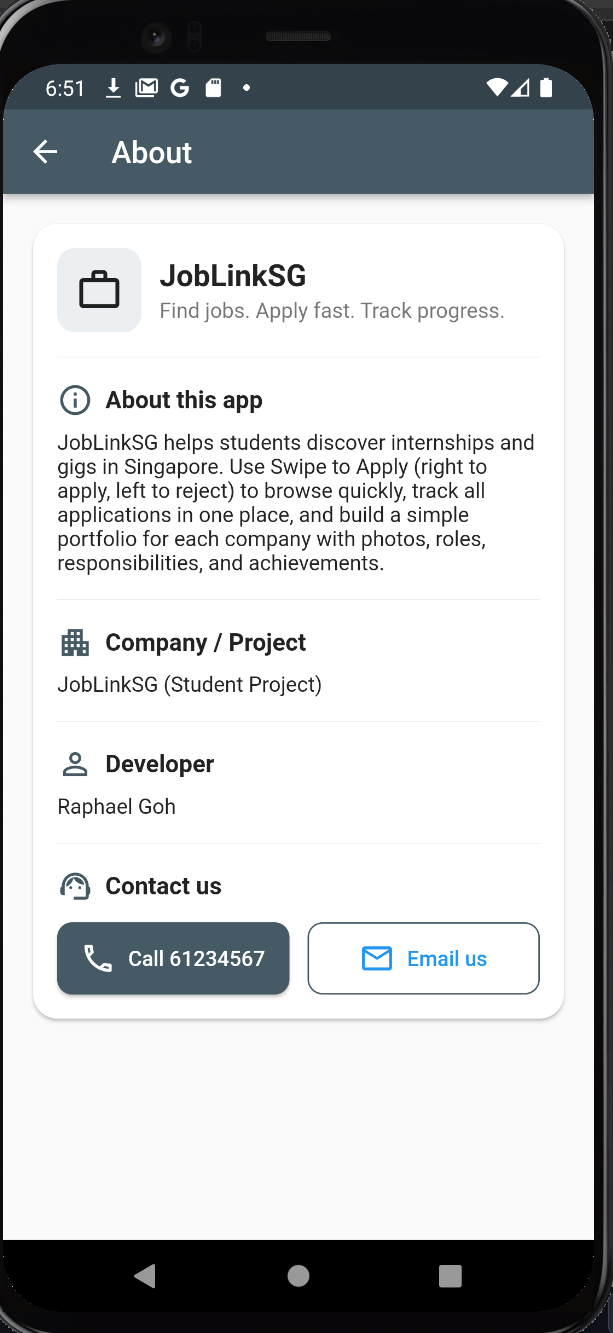 6:51
About
JobLinkSG
Find jobs. Apply fast. Track progress.
About this app
JobLinkSG helps students discover internships and
gigs in Singapore. Use Swipe to Apply (right to
apply, left to reject) to browse quickly, track all
applications in one place, and build a simple
portfolio for each company with photos, roles,
responsibilities, and achievements.
Company / Project
JobLinkSG (Student Project)
Developer
Raphael Goh
Contact us
Call 61234567
Email us